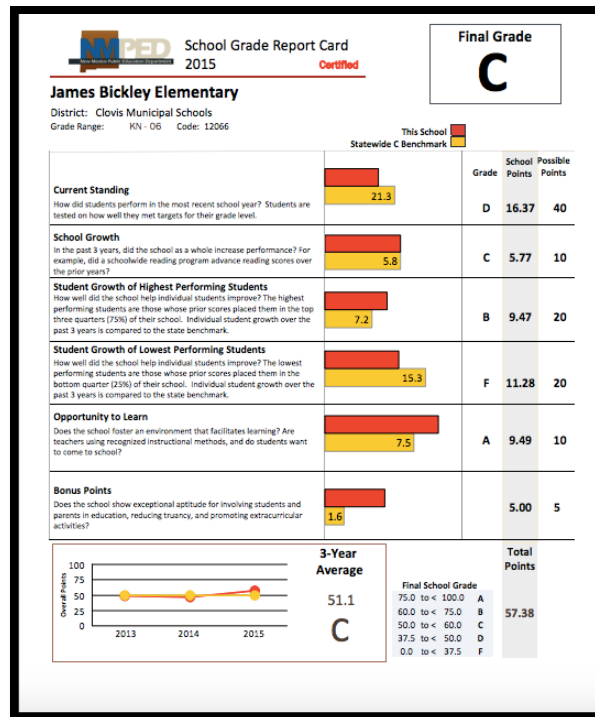 NMPED
New Mexico Public Education Department
School Grade Report Card
2015
Certified
Final Grade
C
James Bickley Elementary
District: Clovis Municipal Schools
Grade Range: KN - 06 Code: 12066
This School
Statewide C Benchmark
Grade
School Points
Possible Points
Current Standing
How did students perform in the most recent school year? Students are
tested on how well they met targets for their grade level.
21.3
D 16.37 40
School Growth
In the past 3 years, did the school as a whole increase performance? For
example, did a schoolwide reading program advance reading scores over
the prior years?
5.8
C 5.77 10
Student Growth of Highest Performing Students
How well did the school help individual students improve? The highest
performing students are those whose prior scores placed them in the top
three quarters (75%) of their school. Individual student growth over the
past 3 years is compared to the state benchmark.
7.2
B 9.47 20
Student Growth of Lowest Performing Students
How well did the school help individual students improve? The lowest
performing students are those whose prior scores placed them in the
bottom quarter (25%) of their school. Individual student growth over the
past 3 years is compared to the state benchmark.
15.3
F 11.28 20
Opportunity to Learn
Does the school foster an environment that facilitates learning? Are
teachers using recognized instructional methods, and do students want
to come to school?
7.5
A 9.49 10
Bonus Points
Does the school show exceptional aptitude for involving students and
parents in education, reducing truancy, and promoting extracurricular
activities?
1.6
5.00 5
Overall Points
100
75
50
25
0
2013 2014 2015
3-Year
Average
51.1
C
Final School Grade
75.0 to < 100.0 A
60.0 to < 75.0 B
50.0 to < 60.0 C
37.5 to < 50.0 D
0.0 to < 37.5 F
Total
Points
57.38